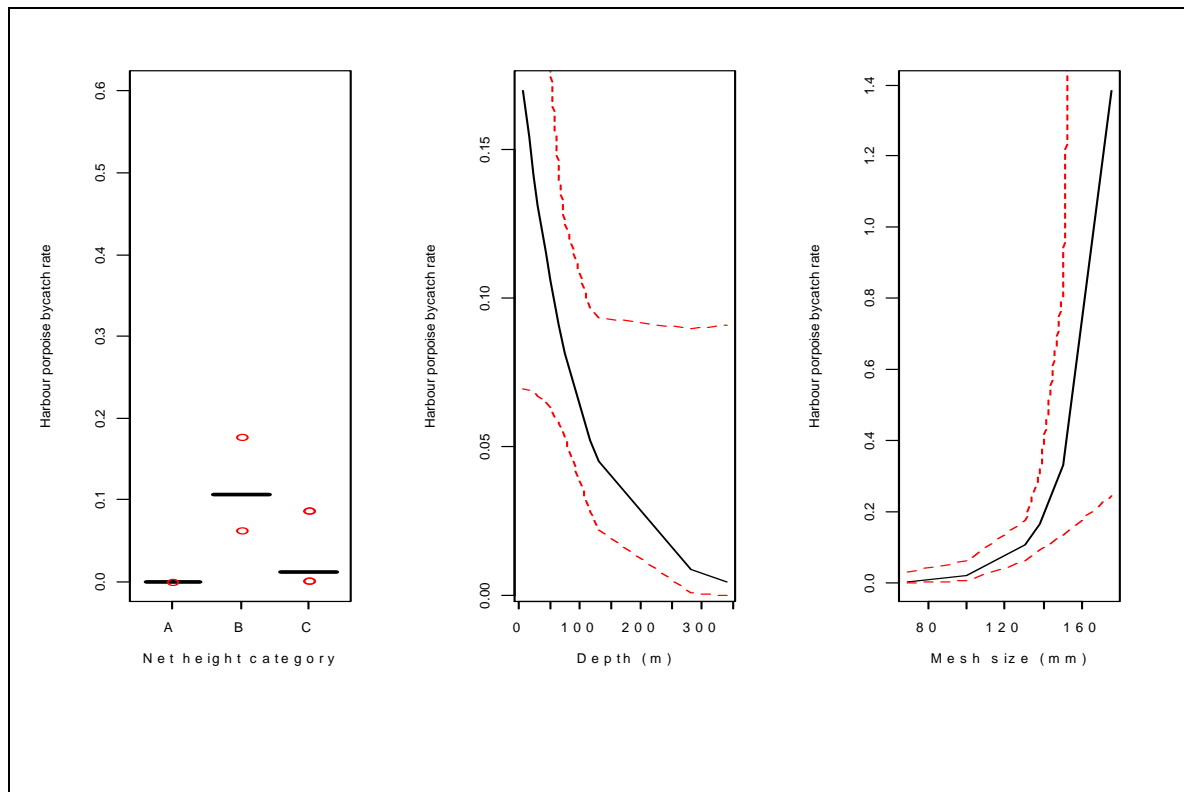 Harbour porpoise bycatch rate
0.6
0.5
0.4
0.3
0.2
0.1
0.0
A B C
Net height category
Harbour porpoise bycatch rate
0.15
0.10
0.05
0.00
0 100 200 300
Depth (m)
Harbour porpoise bycatch rate
1.4
1.2
1.0
0.8
0.6
0.4
0.2
0.0
80 120 160
Mesh size (mm)